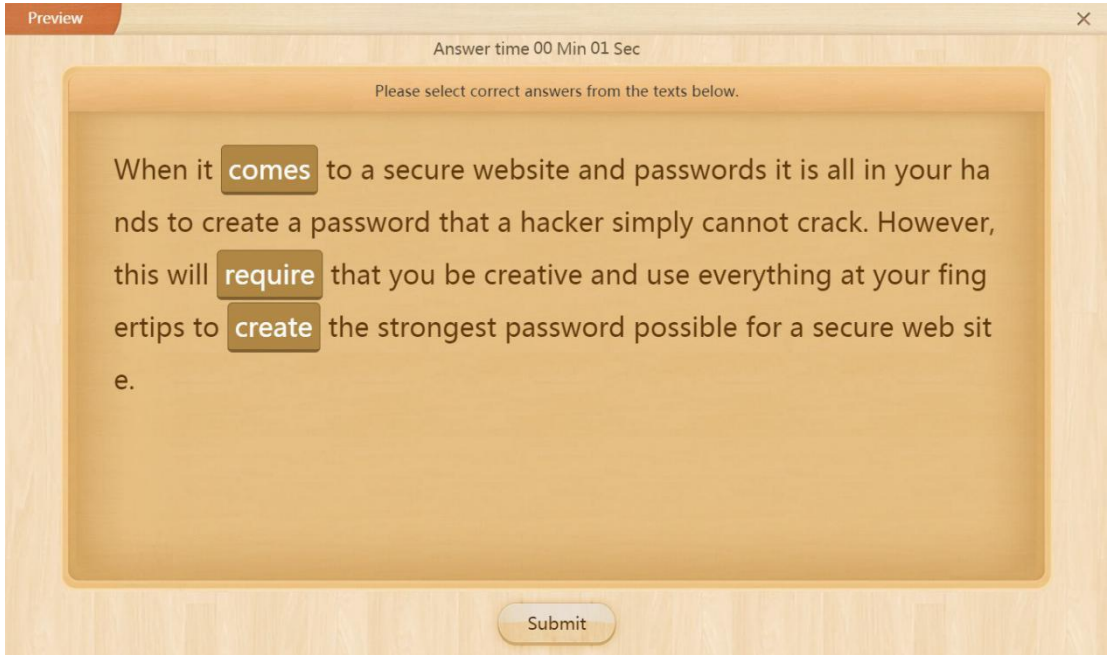 Preview
Answer time 00 Min 01 Sec
Please select correct answers from the texts below.
When it comes to a secure website and passwords it is all in your ha
nds to create a password that a hacker simply cannot crack. However,
this will require that you be creative and use everything at your fing
ertips to create the strongest password possible for a secure web sit
e.
Submit